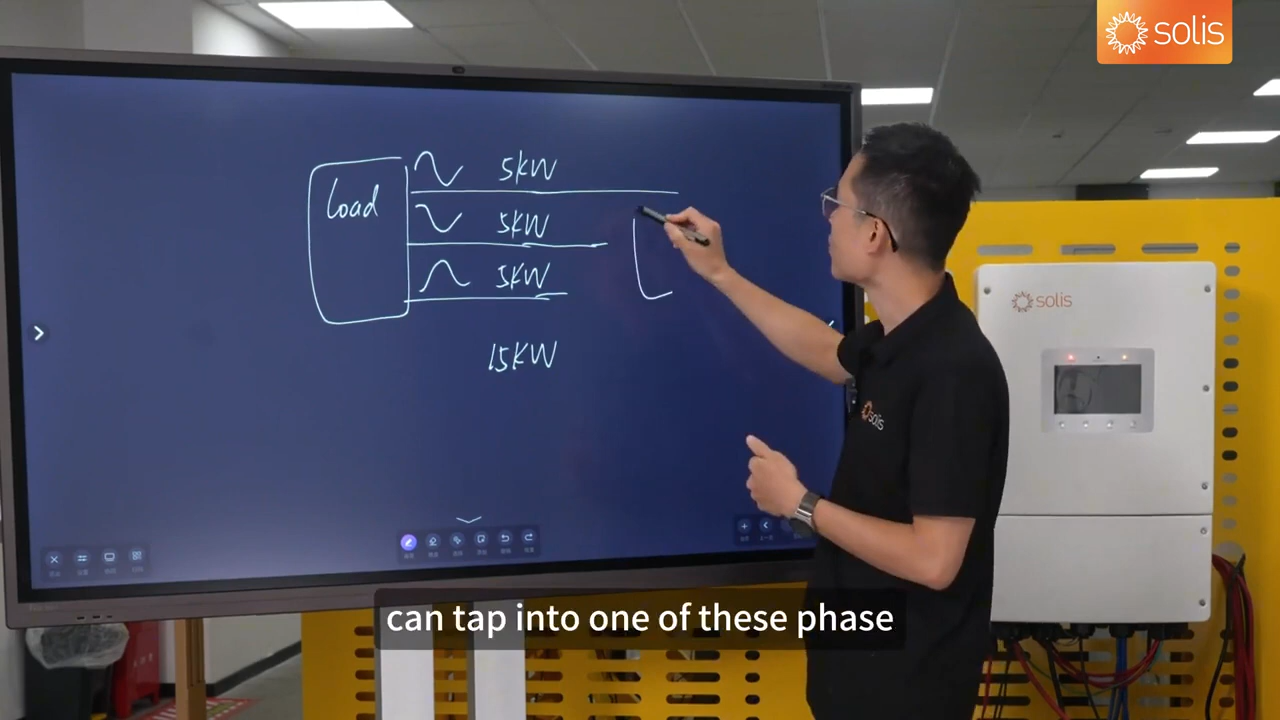 solis
load
5KW
5KW
5KW
15KW
solis
solis
can tap into one of these phase